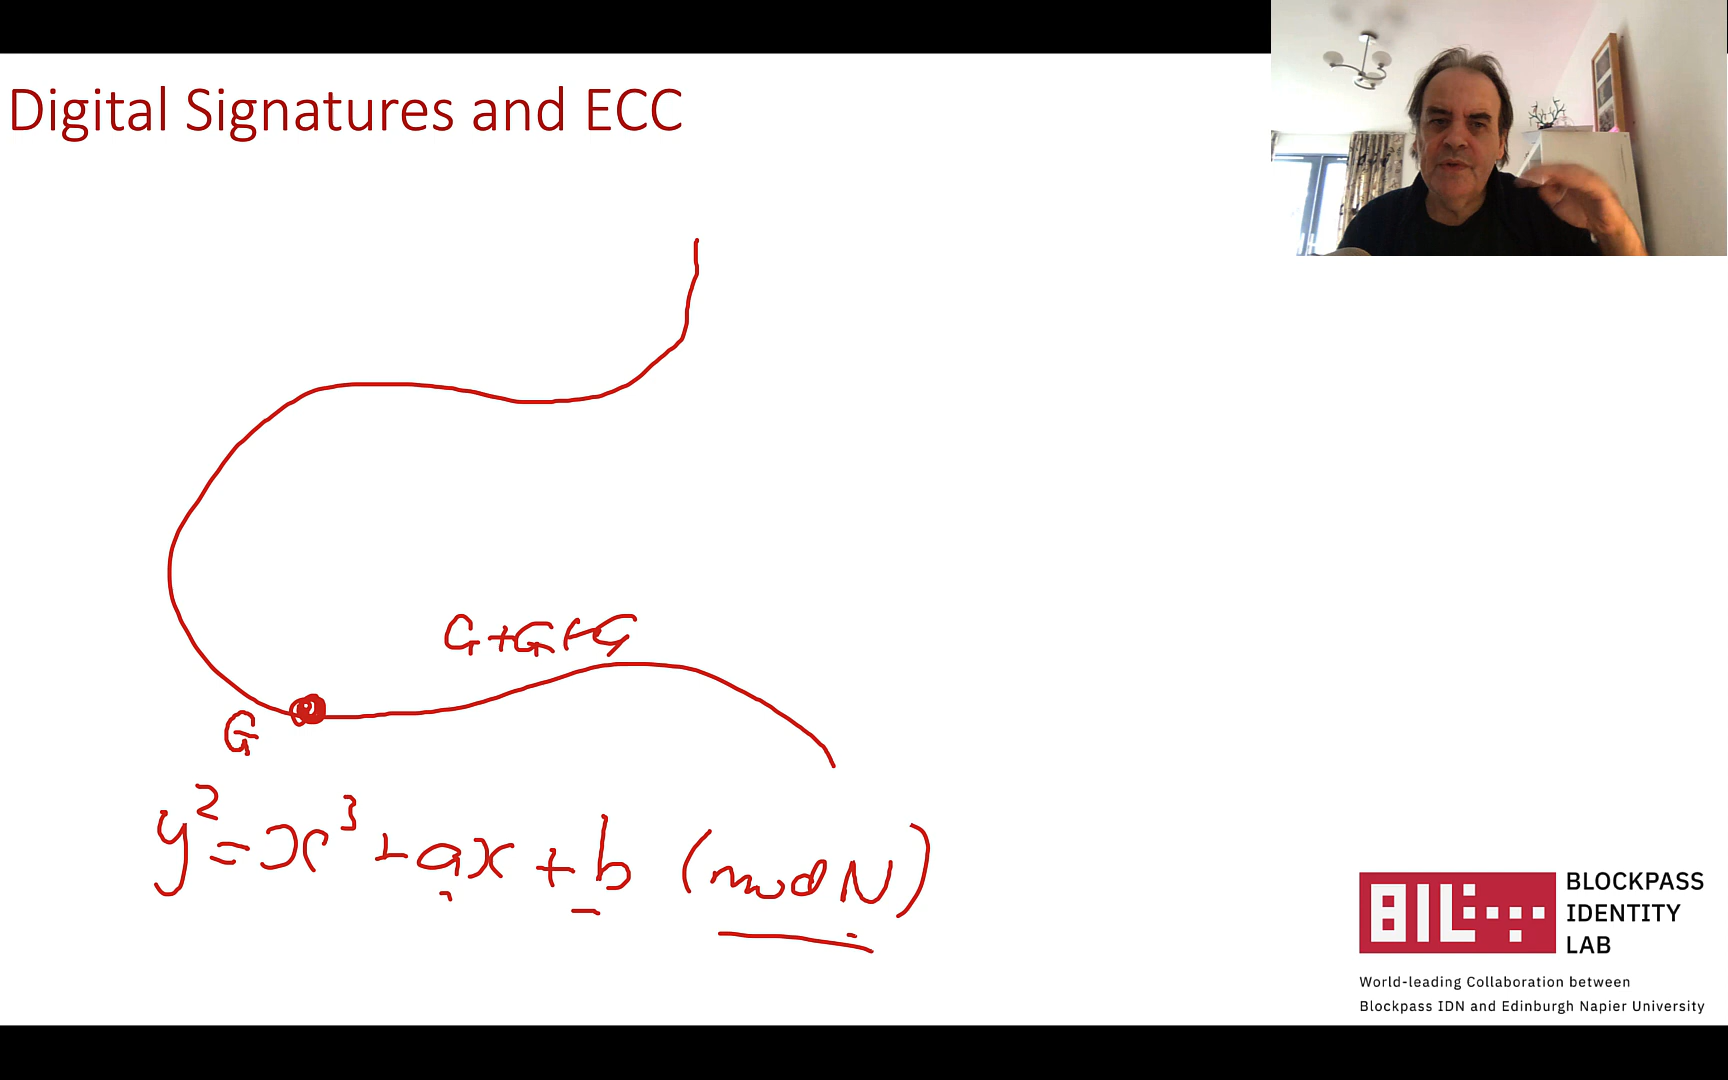 Digital Signatures and ECC
G+G+G
G
y²=x³+ax+b (mod N)
BIL
BLOCKPASS
IDENTITY
LAB
World-leading Collaboration between
Blockpass IDN and Edinburgh Napier University